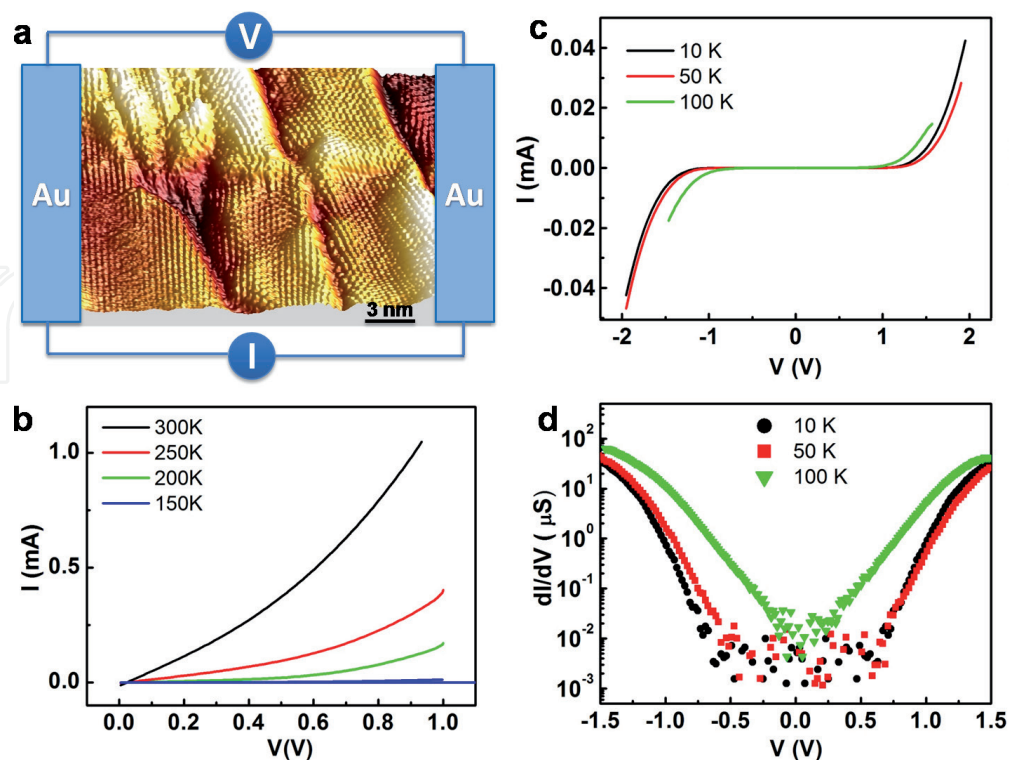 a
V
Au
Au
3 nm
I
b
300K
250K
200K
150K
1.0
0.5
0.0
I (mA)
0.0 0.2 0.4 0.6 0.8 1.0
V(V)
c
10 K
50 K
100 K
0.04
0.02
0.00
-0.02
-0.04
I (mA)
-2 -1 0 1 2
V (V)
d
10 K
50 K
100 K
10²
10¹
10⁰
10⁻¹
10⁻²
10⁻³
dI/dV ( μS)
-1.5 -1.0 -0.5 0.0 0.5 1.0 1.5
V (V)